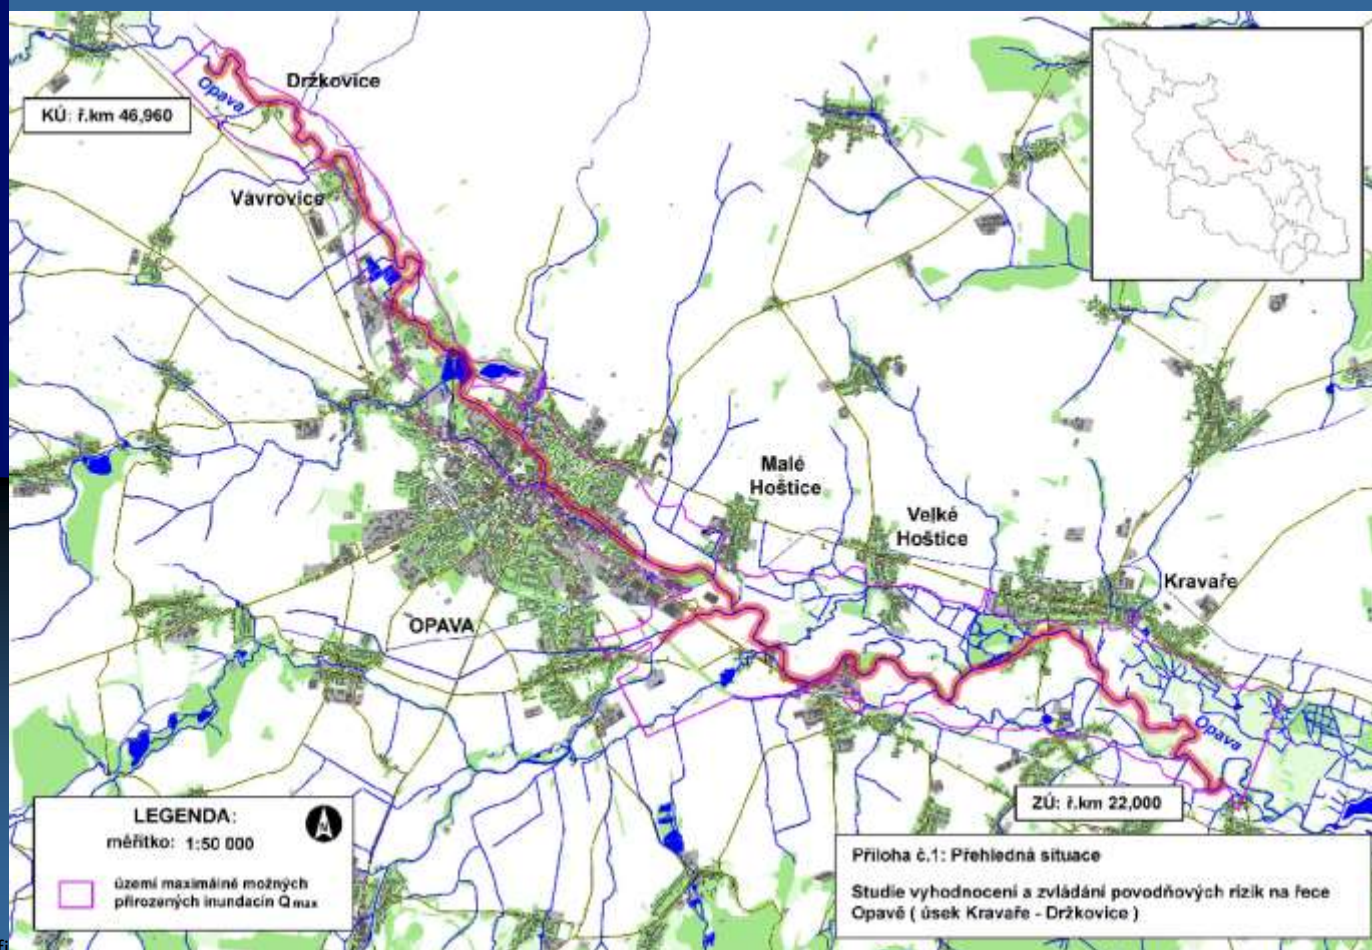 Opava
Držkovice
KÚ: ř.km 46,960
Vávrovice
Malé
Hoštice
Velké
Hoštice
Kravaře
OPAVA
Opava
ZÚ: ř.km 22,000
LEGENDA:
měřítko: 1:50 000
N
území maximálně možných
přirozených inundacín Qmax
Příloha č.1: Přehledná situace
Studie vyhodnocení a zvládání povodňových rizik na řece
Opavě ( úsek Kravaře - Držkovice )